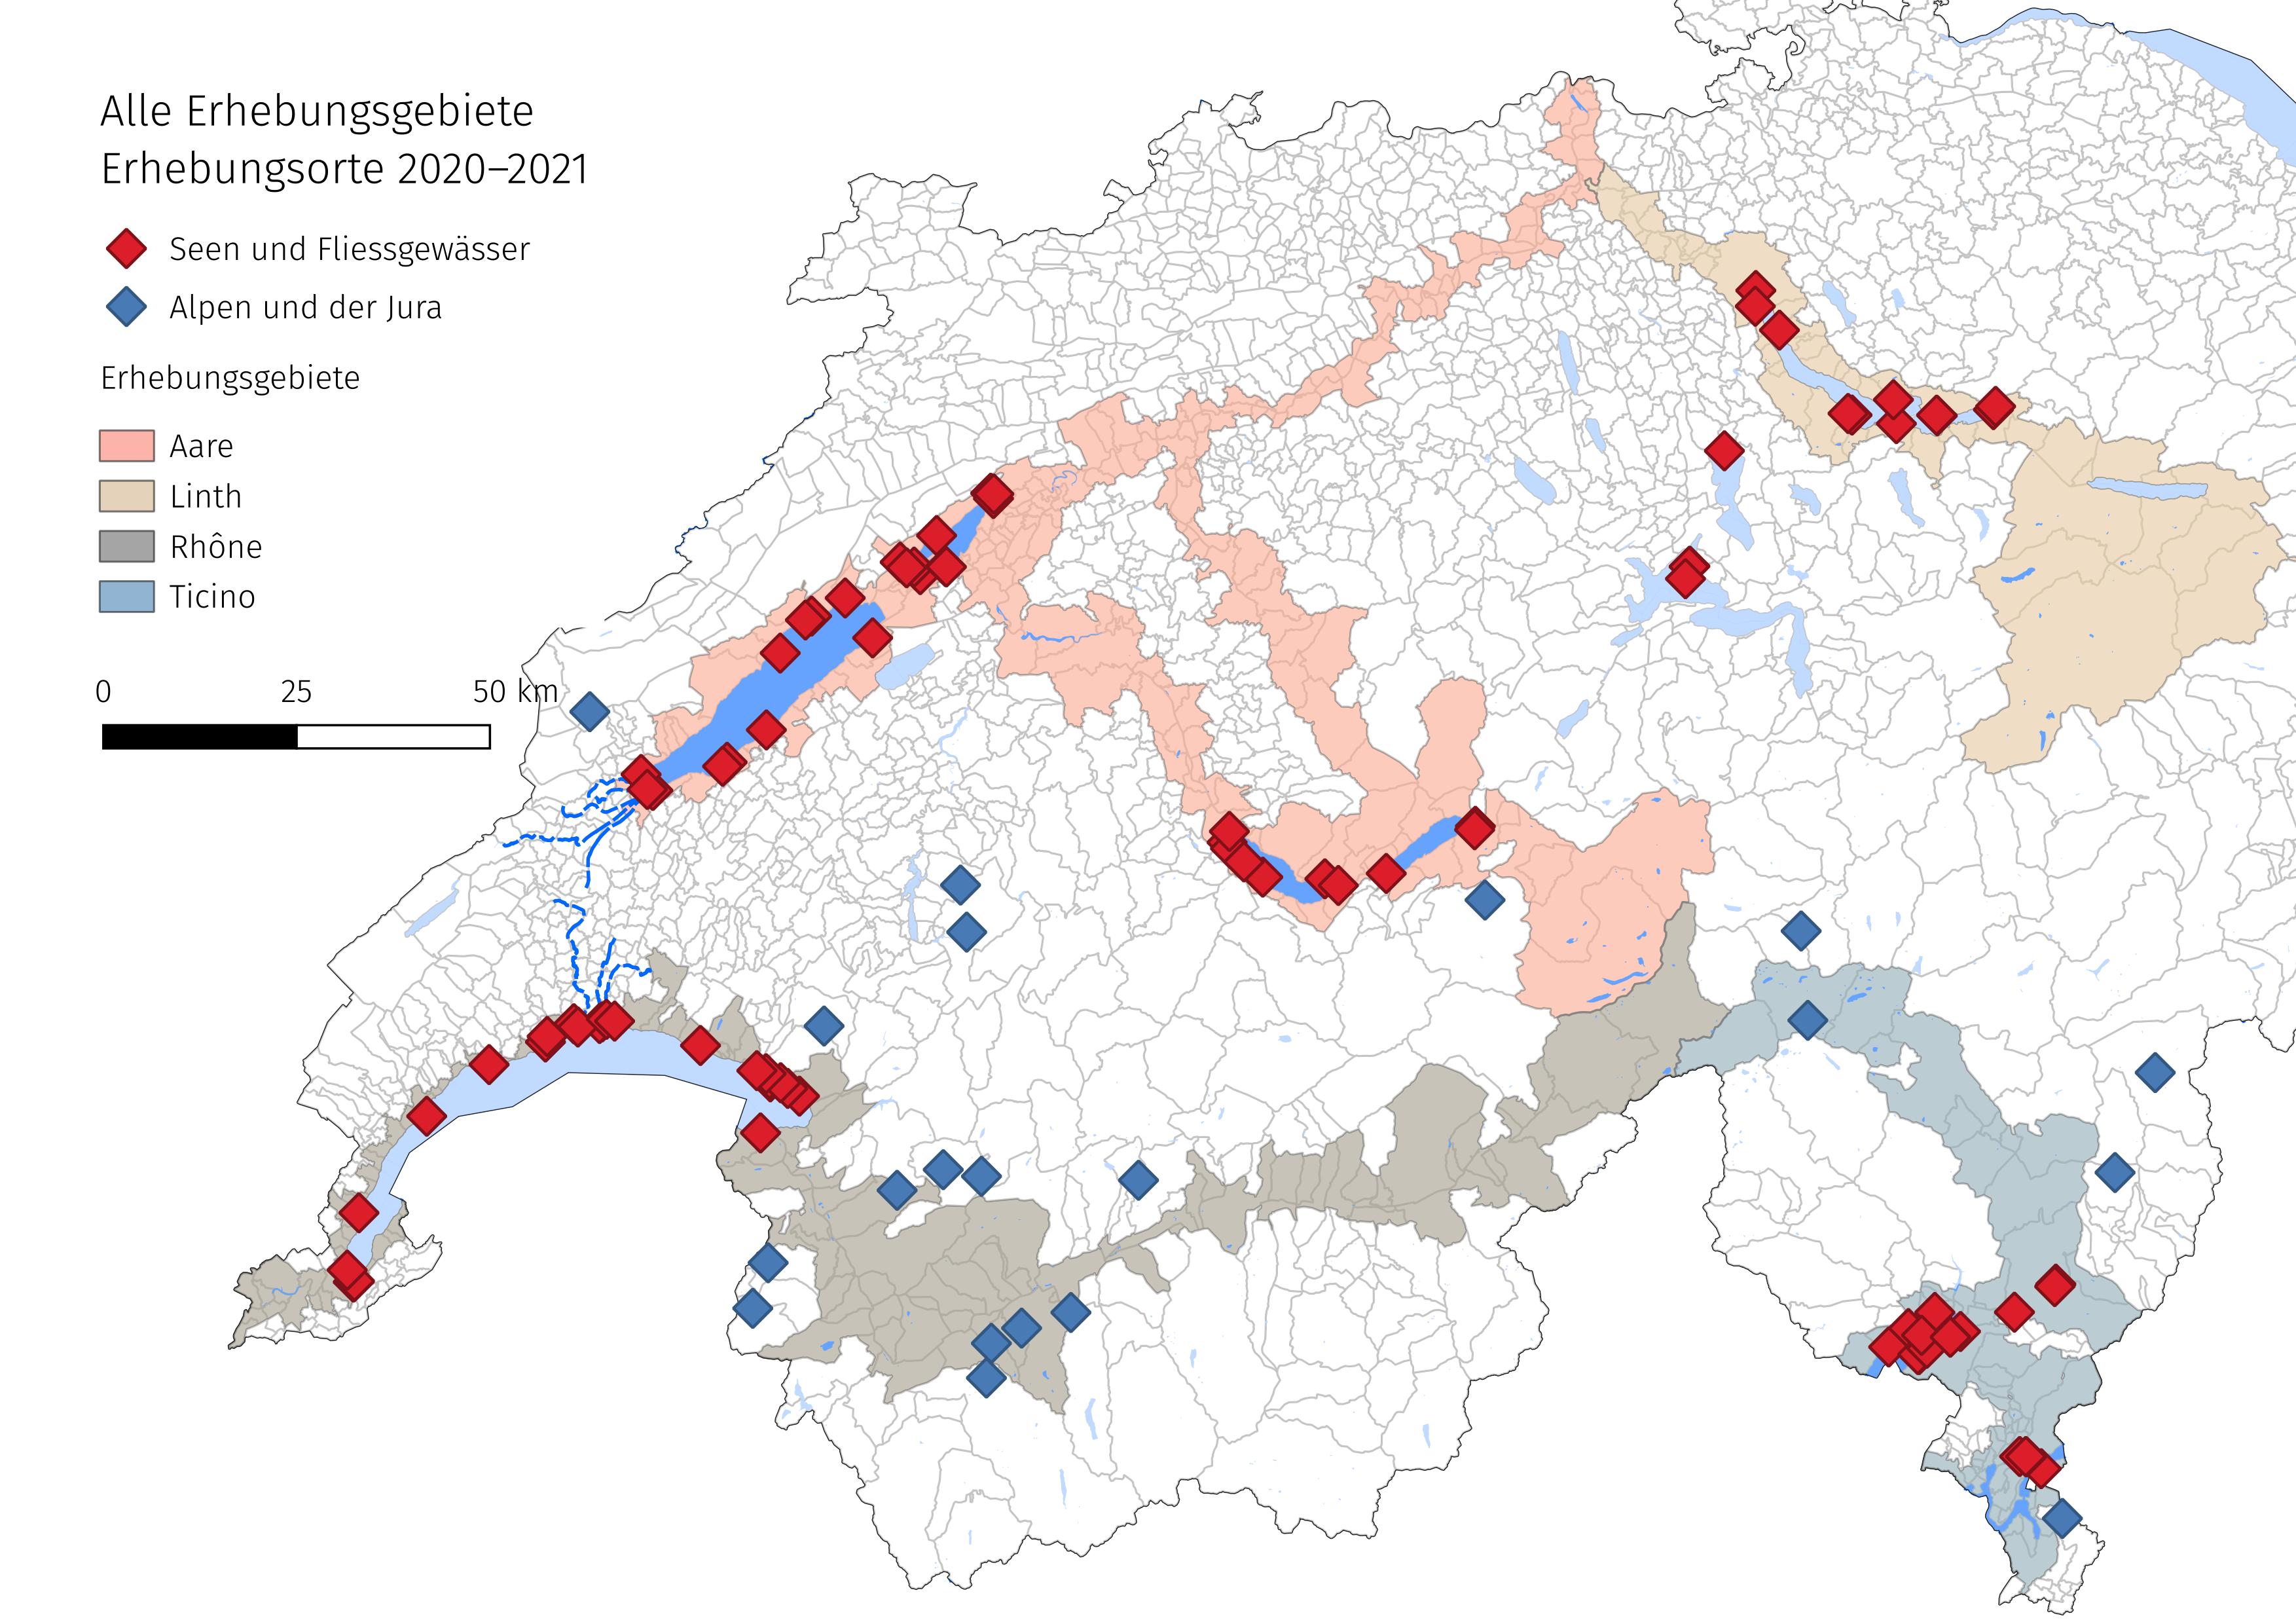 Alle Erhebungsgebiete
Erhebungsorte 2020–2021
Seen und Fliessgewässer
Alpen und der Jura
Erhebungsgebiete
Aare
Linth
Rhône
Ticino
0 25 50 km